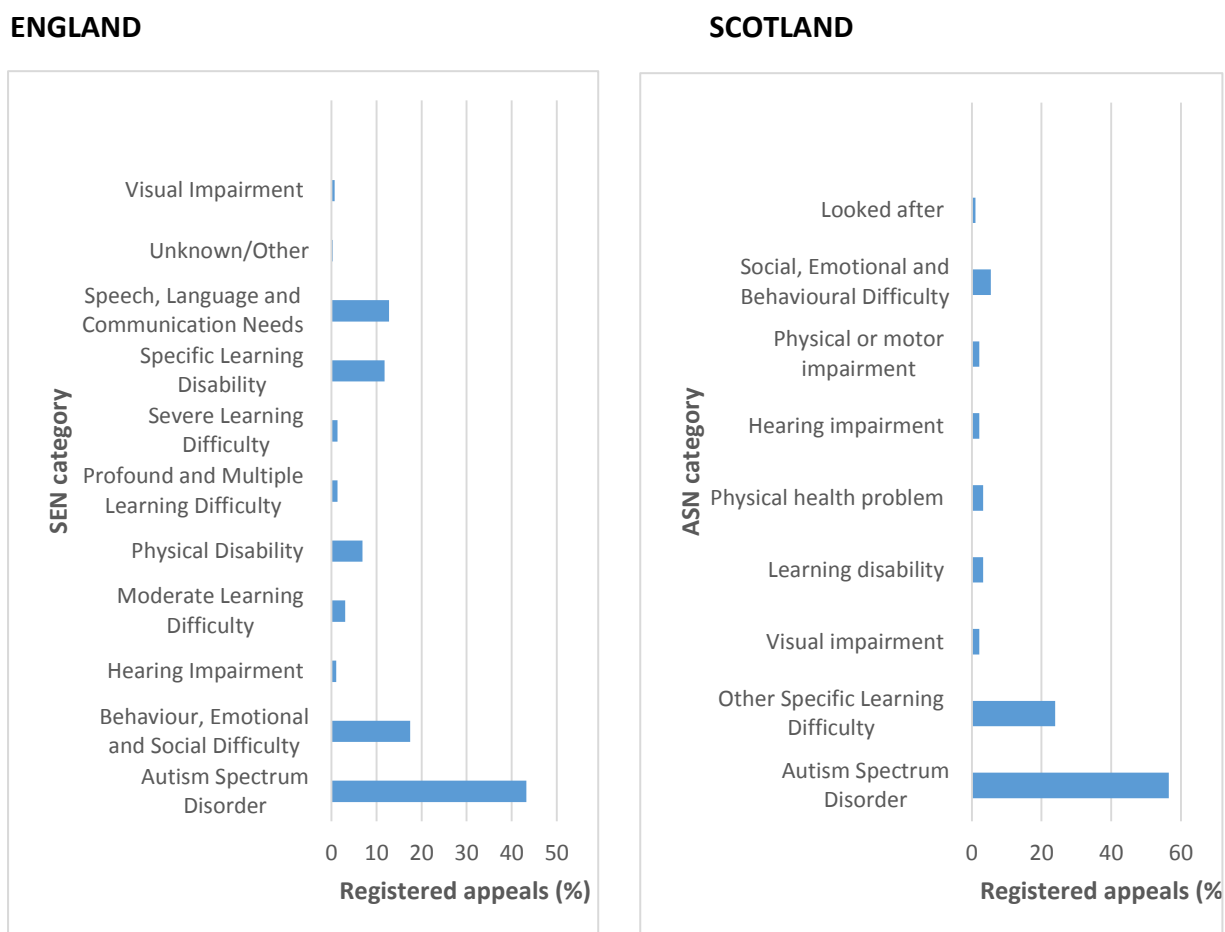 ENGLAND
SCOTLAND
SEN category
Visual Impairment
Unknown/Other
Speech, Language and
Communication Needs
Specific Learning
Disability
Severe Learning
Difficulty
Profound and Multiple
Learning Difficulty
Physical Disability
Moderate Learning
Difficulty
Hearing Impairment
Behaviour, Emotional
and Social Difficulty
Autism Spectrum
Disorder
0 10 20 30 40 50
Registered appeals (%)
ASN category
Looked after
Social, Emotional and
Behavioural Difficulty
Physical or motor
impairment
Hearing impairment
Physical health problem
Learning disability
Visual impairment
Other Specific Learning
Difficulty
Autism Spectrum
Disorder
0 20 40 60
Registered appeals (%